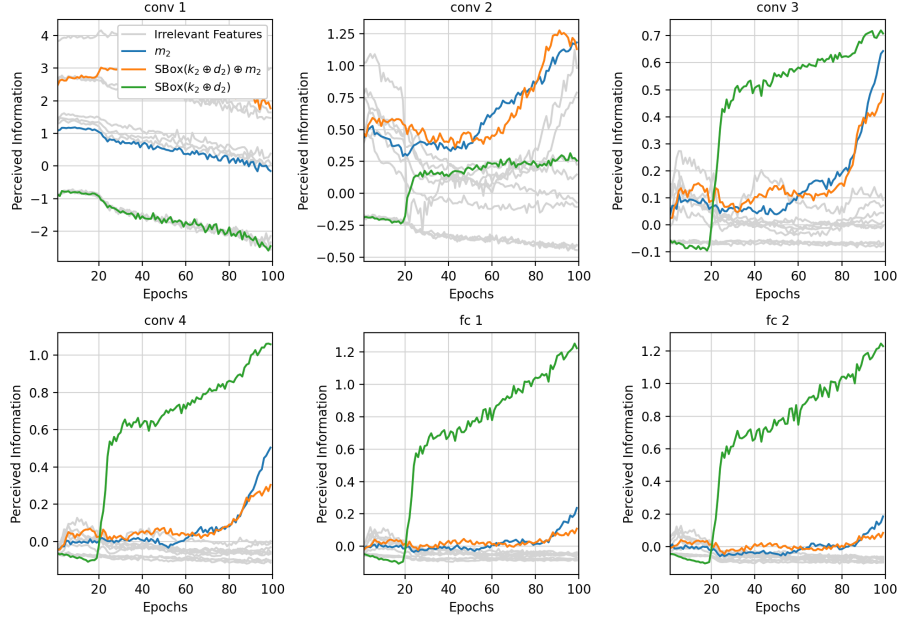 conv 1
conv 2
conv 3
4
3
2
1
0
−1
−2
Perceived Information
20 40 60 80 100
Epochs
Irrelevant Features
m₂
SBox(k₂ ⊕ d₂) ⊕ m₂
SBox(k₂ ⊕ d₂)
1.25
1.00
0.75
0.50
0.25
0.00
−0.25
−0.50
Perceived Information
20 40 60 80 100
Epochs
0.7
0.6
0.5
0.4
0.3
0.2
0.1
0.0
−0.1
Perceived Information
20 40 60 80 100
Epochs
conv 4
fc 1
fc 2
1.0
0.8
0.6
0.4
0.2
0.0
Perceived Information
20 40 60 80 100
Epochs
1.2
1.0
0.8
0.6
0.4
0.2
0.0
Perceived Information
20 40 60 80 100
Epochs
1.2
1.0
0.8
0.6
0.4
0.2
0.0
Perceived Information
20 40 60 80 100
Epochs